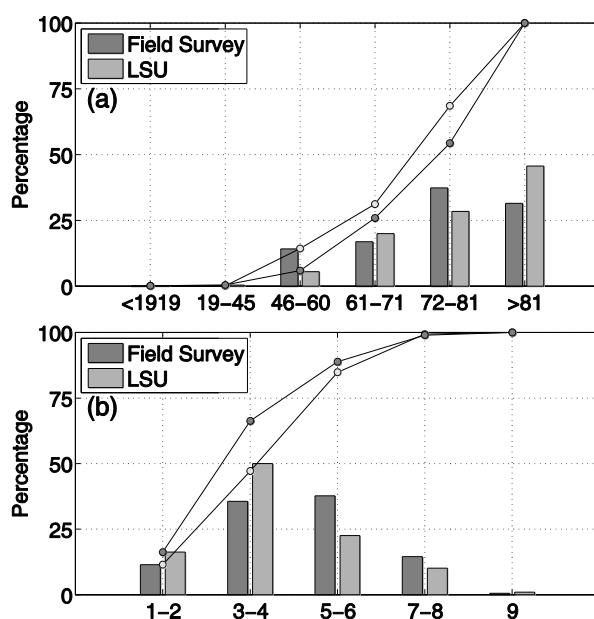 100
75
50
25
0
Percentage
Field Survey
LSU
(a)
<1919 19–45 46–60 61–71 72–81 >81
100
75
50
25
0
Percentage
Field Survey
LSU
(b)
1–2 3–4 5–6 7–8 9